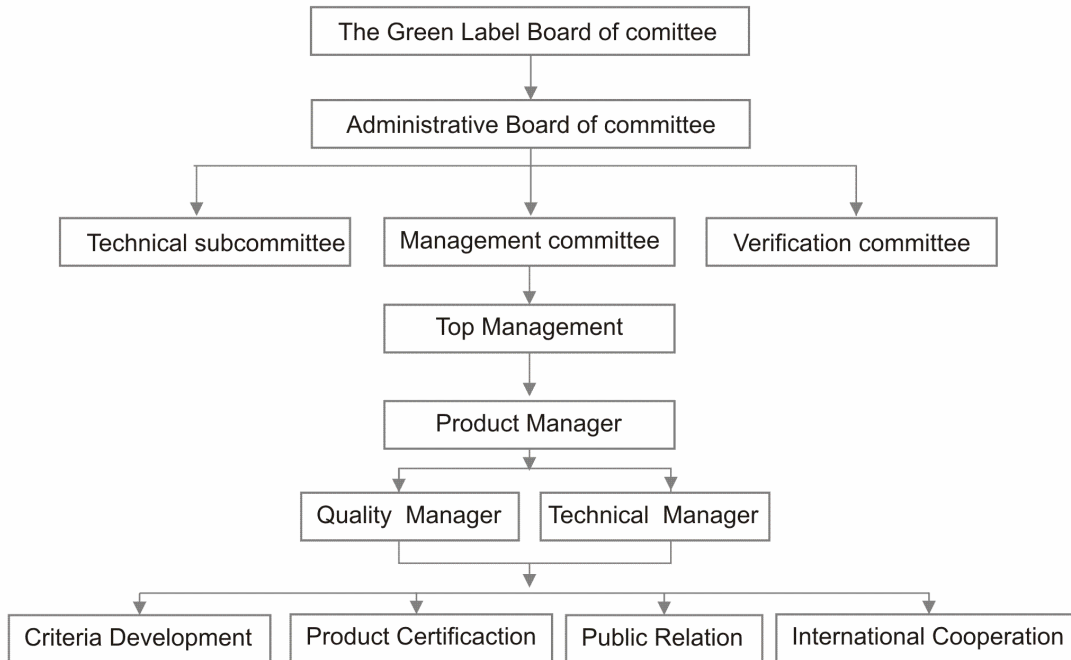 The Green Label Board of comittee
Administrative Board of committee
Technical subcommittee
Management committee
Verification committee
Top Management
Product Manager
Quality Manager
Technical Manager
Criteria Development
Product Certificaction
Public Relation
International Cooperation